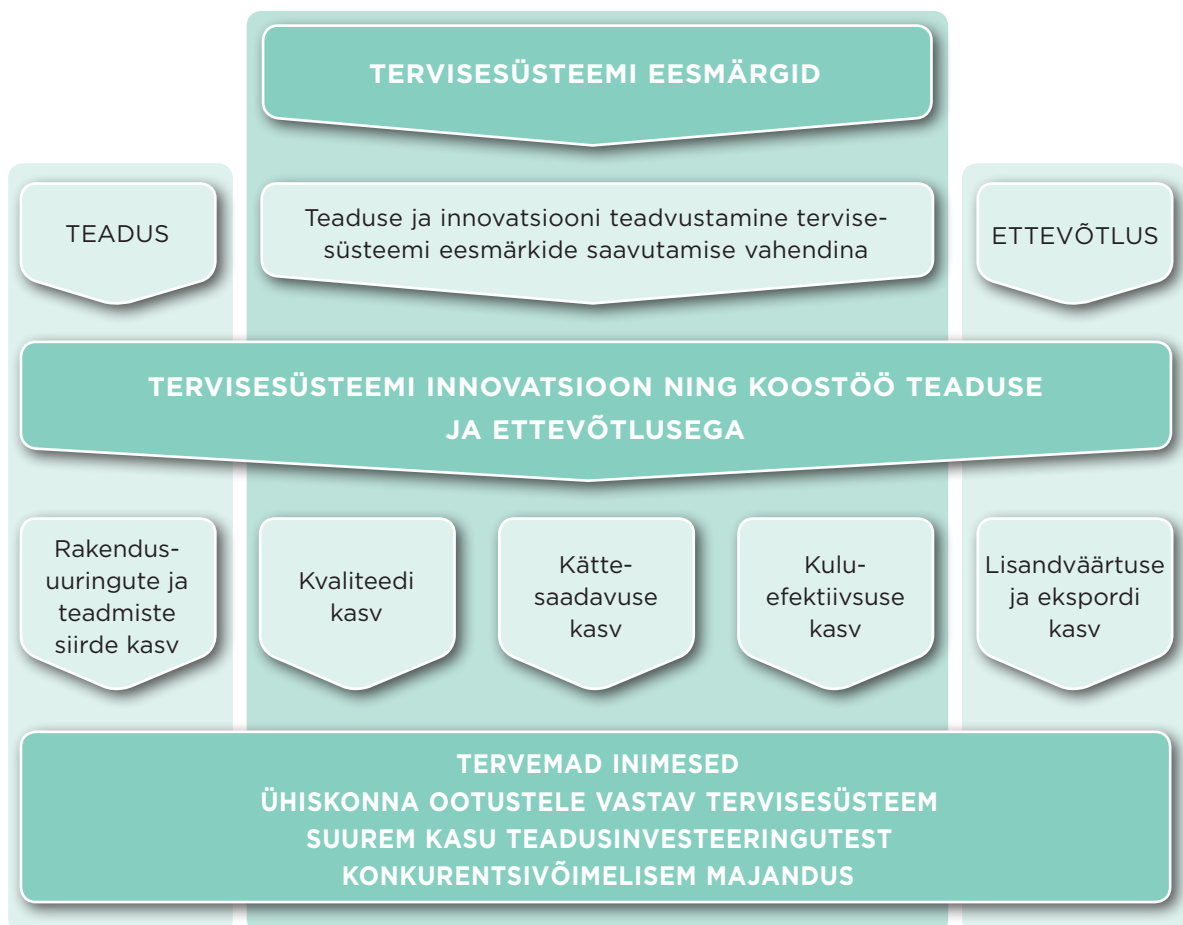 TERVISESÜSTEEMI EESMÄRGID
TEADUS
Teaduse ja innovatsiooni teadvustamine tervise-
süsteemi eesmärkide saavutamise vahendina
ETTEVÕTLUS
TERVISESÜSTEEMI INNOVATSIOON NING KOOSTÖÖ TEADUSE
JA ETTEVÕTLUSEGA
Rakendus-
uuringute ja
teadmiste
siirde kasv
Kvaliteedi
kasv
Kätte-
saadavuse
kasv
Kulu-
efektiivsuse
kasv
Lisandväärtuse
ja ekspordi
kasv
TERVEMAD INIMESED
ÜHISKONNA OOTUSTELE VASTAV TERVISESÜSTEEM
SUUREM KASU TEADUSINVESTEERINGUTEST
KONKURENTSIVÕIMELISEM MAJANDUS